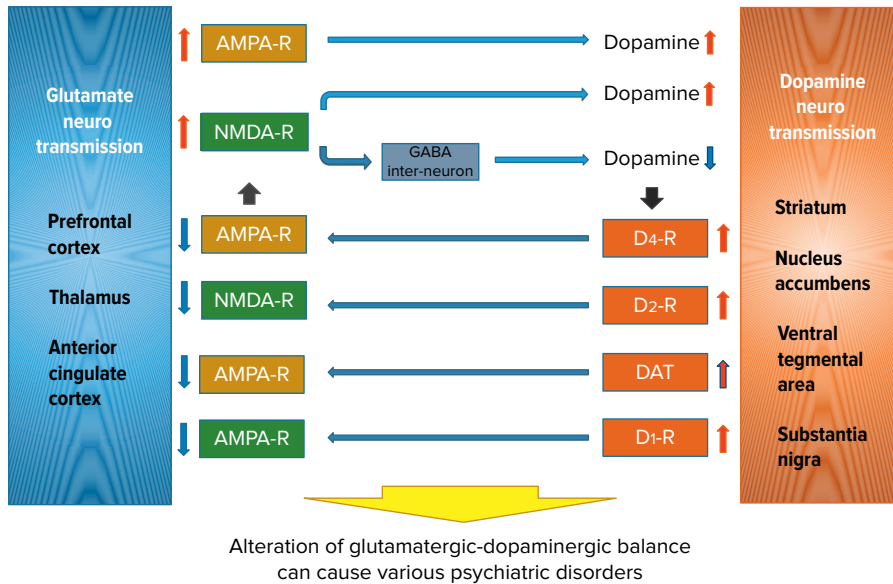 Glutamate
neuro
transmission
Prefrontal
cortex
Thalamus
Anterior
cingulate
cortex
AMPA-R
Dopamine
NMDA-R
Dopamine
GABA
inter-neuron
Dopamine
AMPA-R
D4-R
NMDA-R
D2-R
AMPA-R
DAT
AMPA-R
D1-R
Dopamine
neuro
transmission
Striatum
Nucleus
accumbens
Ventral
tegmental
area
Substantia
nigra
Alteration of glutamatergic-dopaminergic balance
can cause various psychiatric disorders